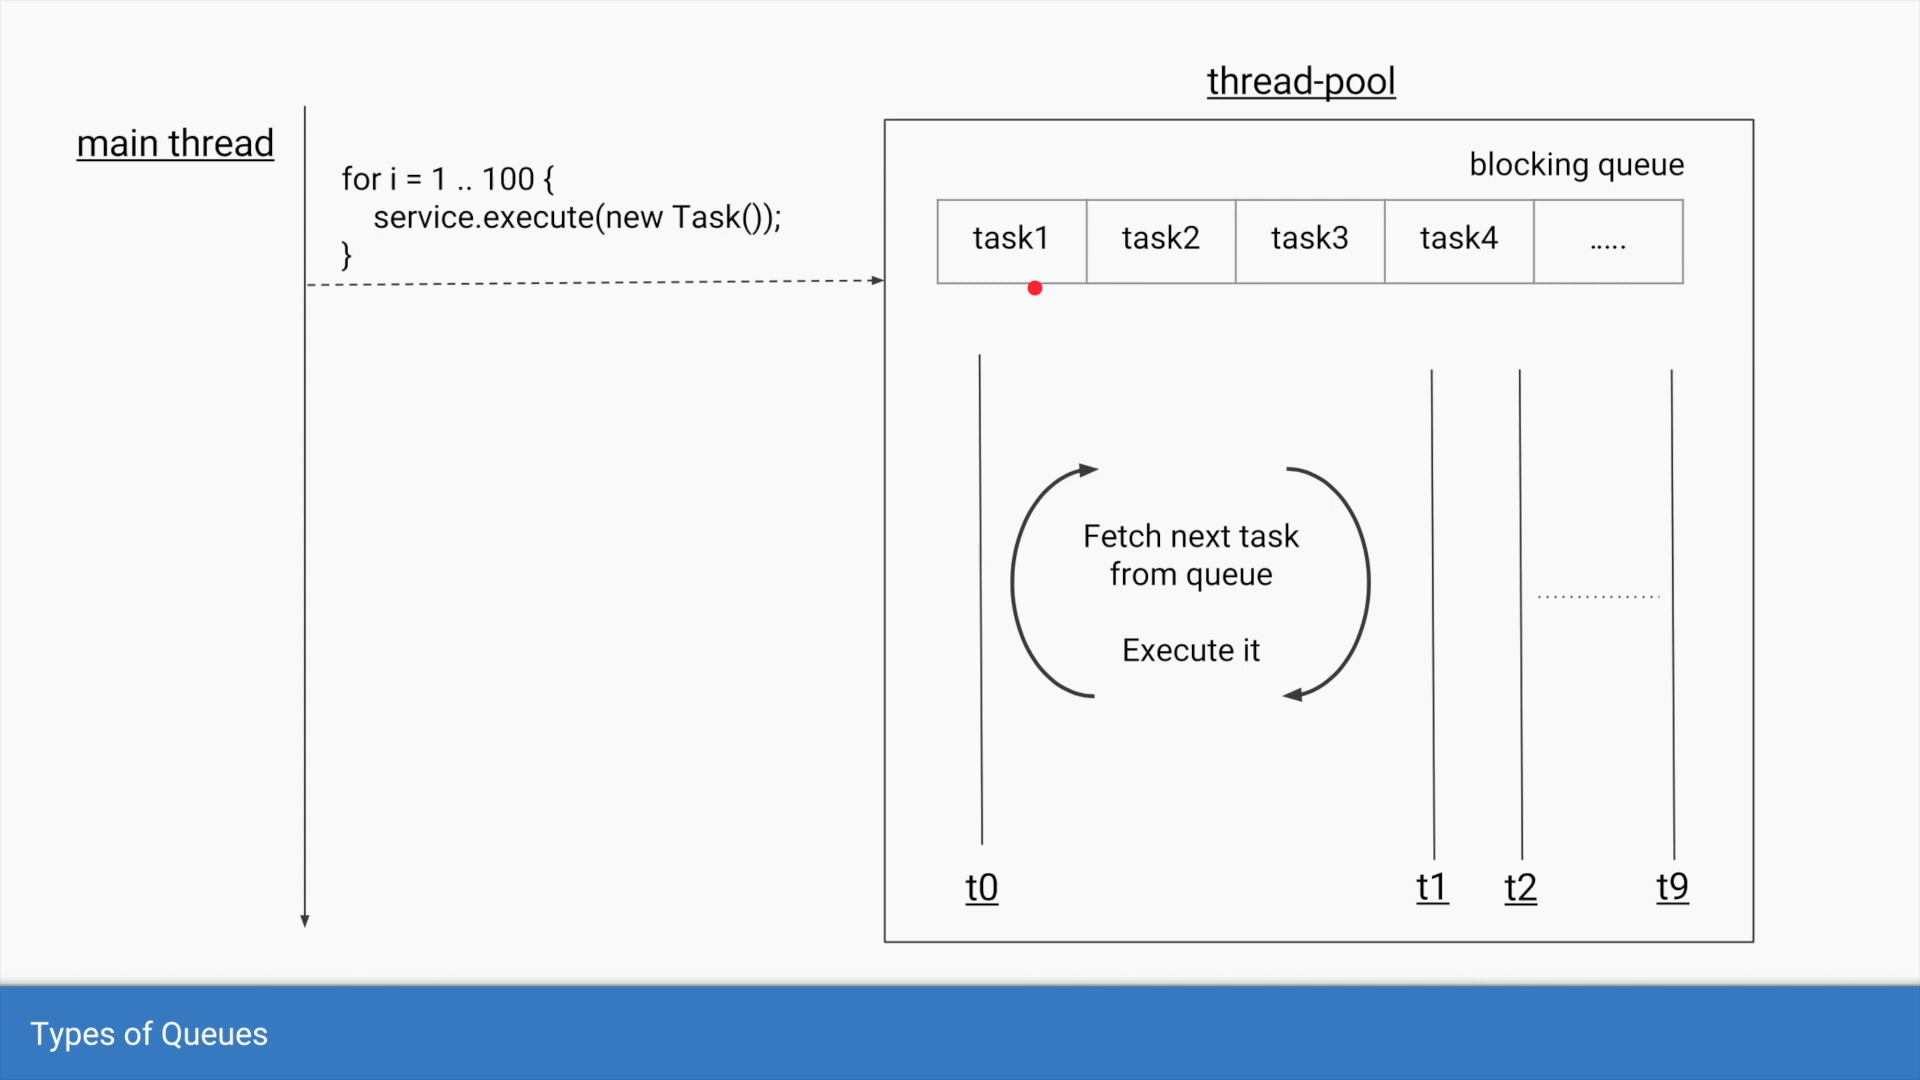 thread-pool
main thread
for i = 1 .. 100 {
service.execute(new Task());
}
blocking queue
task1 task2 task3 task4 .....
Fetch next task
from queue
Execute it
t0 t1 t2 t9
Types of Queues